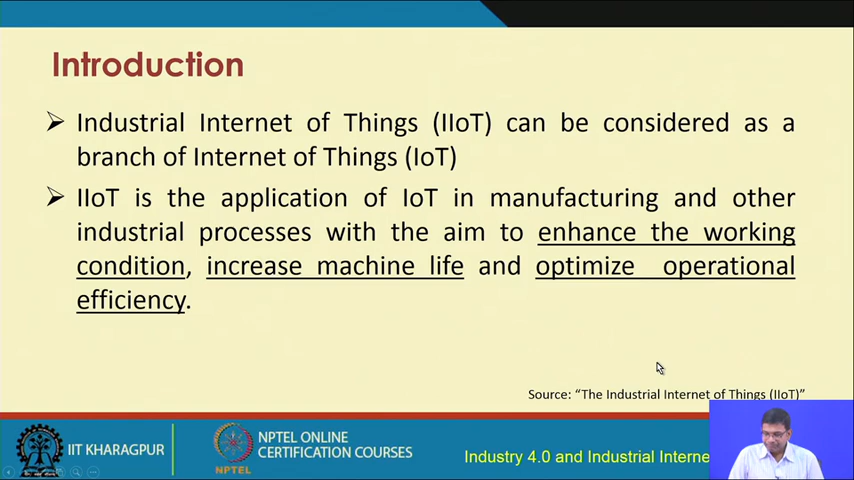 Introduction
Industrial Internet of Things (IIoT) can be considered as a
branch of Internet of Things (IoT)
IIoT is the application of IoT in manufacturing and other
industrial processes with the aim to enhance the working
condition, increase machine life and optimize operational
efficiency.
Source: “The Industrial Internet of Things (IIoT)”
IIT KHARAGPUR
NPTEL
NPTEL ONLINE
CERTIFICATION COURSES
Industry 4.0 and Industrial Interne